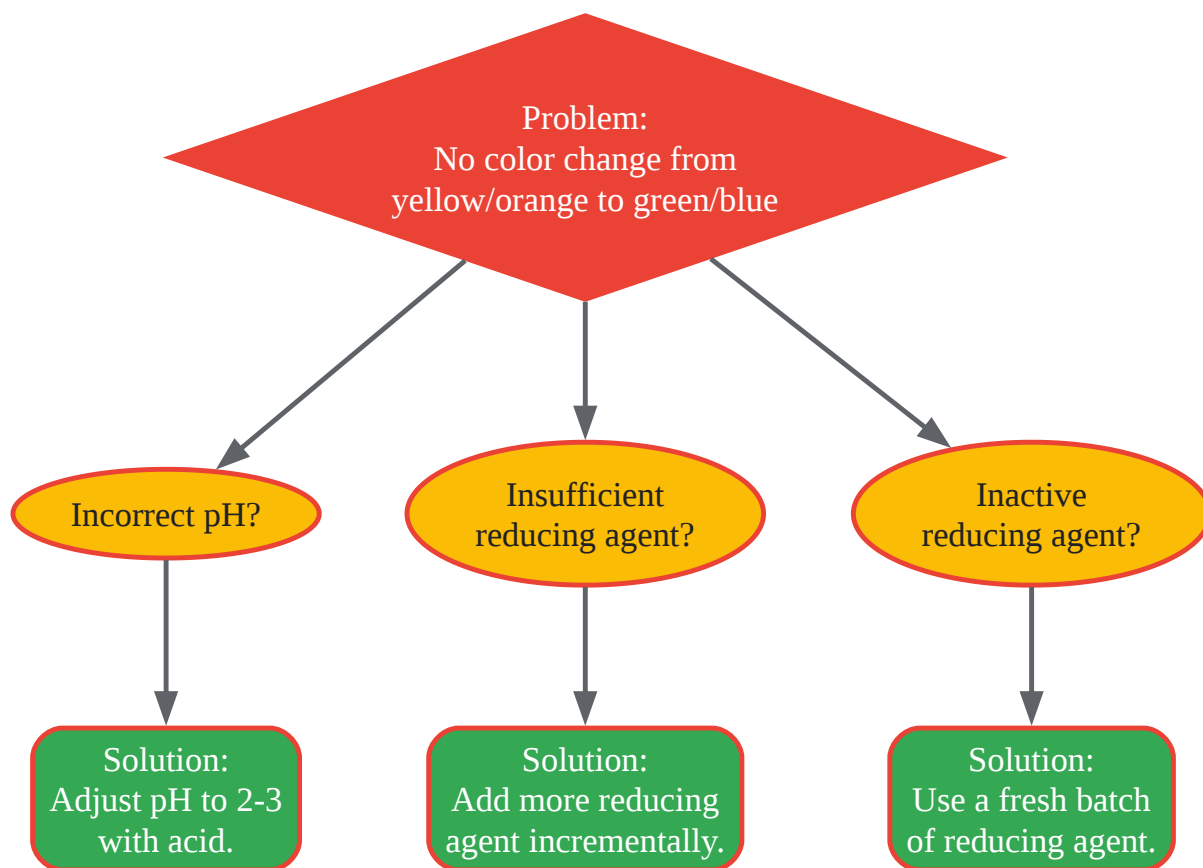 Problem:
No color change from
yellow/orange to green/blue
Incorrect pH?
Insufficient
reducing agent?
Inactive
reducing agent?
Solution:
Adjust pH to 2-3
with acid.
Solution:
Add more reducing
agent incrementally.
Solution:
Use a fresh batch
of reducing agent.